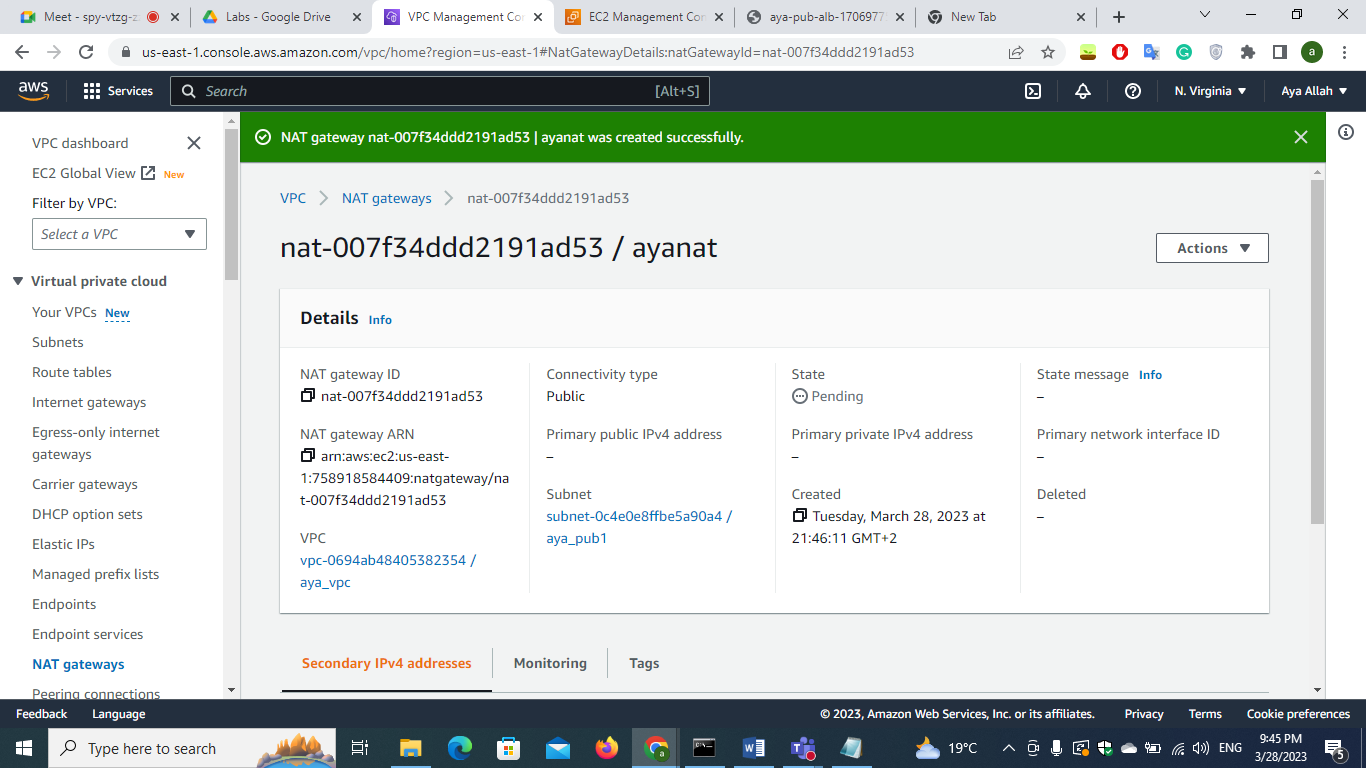 Meet - spy-vtzg-z
Labs - Google Drive
VPC Management Con
EC2 Management Con
aya-pub-alb-1706977
New Tab
us-east-1.console.aws.amazon.com/vpc/home?region=us-east-1#NatGatewayDetails:natGatewayId=nat-007f34ddd2191ad53
a
aws
Services
Search
[Alt+S]
N. Virginia
Aya Allah
VPC dashboard
EC2 Global View New
Filter by VPC:
Select a VPC
Virtual private cloud
Your VPCs New
Subnets
Route tables
Internet gateways
Egress-only internet
gateways
Carrier gateways
DHCP option sets
Elastic IPs
Managed prefix lists
Endpoints
Endpoint services
NAT gateways
Peering connections
NAT gateway nat-007f34ddd2191ad53 | ayanat was created successfully.
VPC
NAT gateways
nat-007f34ddd2191ad53
nat-007f34ddd2191ad53 / ayanat
Actions
Details Info
NAT gateway ID
nat-007f34ddd2191ad53
NAT gateway ARN
arn:aws:ec2:us-east-
1:758918584409:natgateway/na
t-007f34ddd2191ad53
VPC
vpc-0694ab48405382354 /
aya_vpc
Connectivity type
Public
Primary public IPv4 address
–
Subnet
subnet-0c4e0e8ffbe5a90a4 /
aya_pub1
State
Pending
Primary private IPv4 address
–
Created
Tuesday, March 28, 2023 at
21:46:11 GMT+2
State message Info
–
Primary network interface ID
–
Deleted
–
Secondary IPv4 addresses
Monitoring
Tags
Feedback
Language
© 2023, Amazon Web Services, Inc. or its affiliates.
Privacy
Terms
Cookie preferences
Type here to search
19°C
ENG
9:45 PM
3/28/2023
5